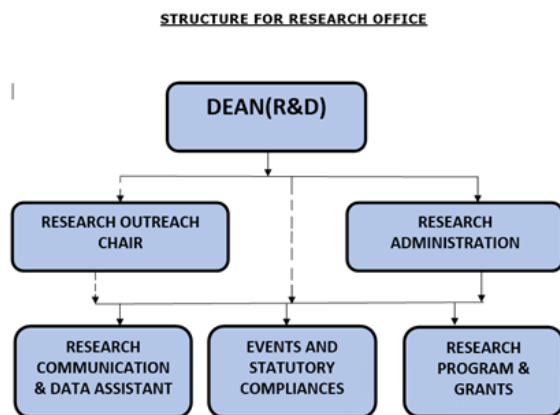 STRUCTURE FOR RESEARCH OFFICE
DEAN(R&D)
RESEARCH OUTREACH
CHAIR
RESEARCH
ADMINISTRATION
RESEARCH
COMMUNICATION
& DATA ASSISTANT
EVENTS AND
STATUTORY
COMPLIANCES
RESEARCH
PROGRAM &
GRANTS